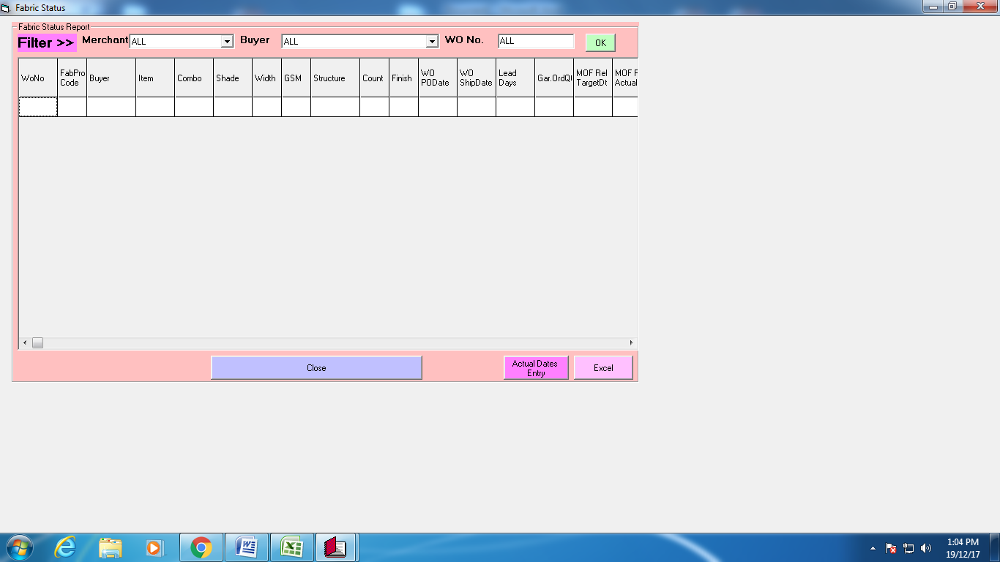 Fabric Status
Fabric Status Report
Filter >> Merchant ALL Buyer ALL WO No. ALL OK
WoNo FabPro Code Buyer Item Combo Shade Width GSM Structure Count Finish WO PODate WO ShipDate Lead Days Gar.OrdQt MOF Rel TargetDt MOF R Actual
Close
Actual Dates
Entry
Excel
1:04 PM
19/12/17